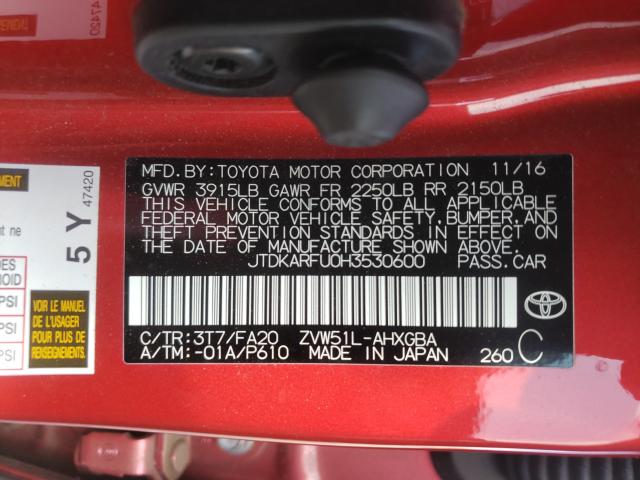 MFD. BY: TOYOTA MOTOR CORPORATION 11/16
GVWR 3915LB GAWR FR 2250LB RR 2150LB
THIS VEHICLE CONFORMS TO ALL APPLICABLE
FEDERAL MOTOR VEHICLE SAFETY, BUMPER, AND
THEFT PREVENTION STANDARDS IN EFFECT ON
THE DATE OF MANUFACTURE SHOWN ABOVE.
JTDKARFU0H3530600 PASS. CAR
C/TR: 3T7/FA20 ZVW51L-AHXGBA
A/TM: -01A/P610 MADE IN JAPAN 260 C
5 Y 47420
VOIR LE MANUEL
DE L'USAGER
POUR PLUS DE
RENSEIGNEMENTS.
nt ne
PSI
PSI
47420